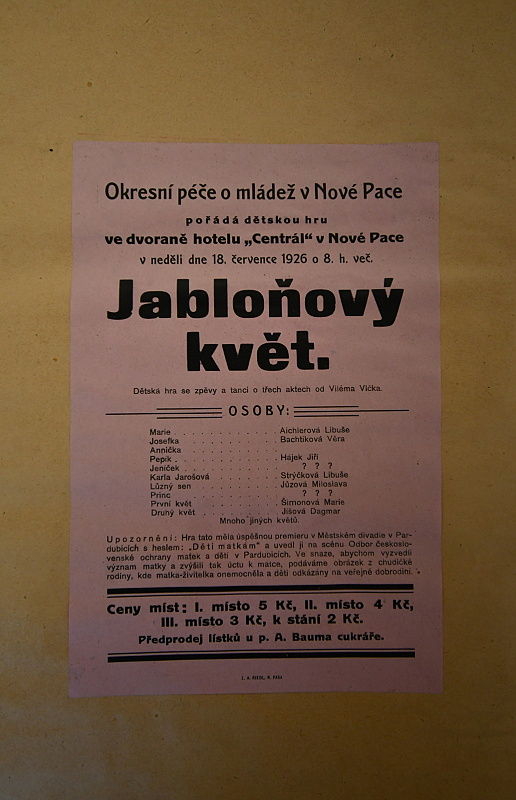 Okresní péče o mládež v Nové Pace
pořádá dětskou hru
ve dvoraně hotelu „Centrál“ v Nové Pace
v neděli dne 18. července 1926 o 8. h. več.
Jabloňový
květ.
Dětská hra se zpěvy a tanci o třech aktech od Viléma Vlčka.
OSOBY:
Marie . . . . . . . . . . . Aichlerová Libuše
Josefka . . . . . . . . . . . Bachtíková Věra
Annička . . . . . . . . . . .
Pepík . . . . . . . . . . . Hájek Jiří
Jeníček . . . . . . . . . . . ? ? ?
Karla Jarošová . . . . . . . . Strýčková Libuše
Lůzný sen . . . . . . . . . Jůzová Miloslava
Princ . . . . . . . . . . . ? ? ?
První květ . . . . . . . . . Šimonová Marie
Druhý květ . . . . . . . . . Jišová Dagmar
Mnoho jiných květů.
Upozornění: Hra tato měla úspěšnou premieru v Městském divadle v Par-
dubicích s heslem: „Děti matkám“ a uvedl ji na scénu Odbor českoslo-
venské ochrany matek a dětí v Pardubicích. Ve snaze, abychom vyzvedli
význam matky a zvýšili tak úctu k matce, podáváme obrázek z chudičké
rodiny, kde matka-živitelka onemocněla a děti odkázány na veřejné dobrodiní.
Ceny míst: I. místo 5 Kč, II. místo 4 Kč,
III. místo 3 Kč, k stání 2 Kč.
Předprodej lístků u p. A. Bauma cukráře.